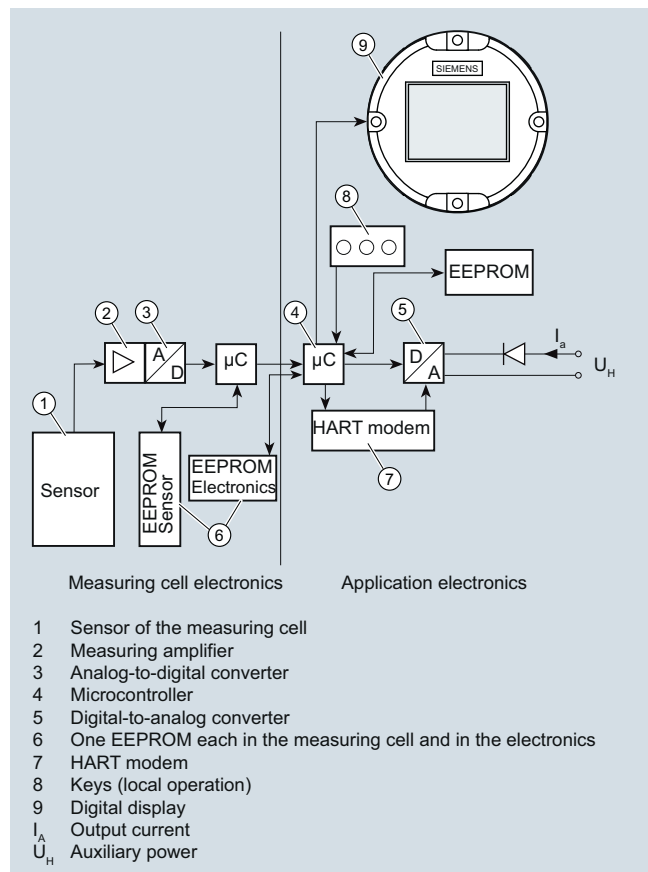 9
SIEMENS
8
EEPROM
2
3
4
5
A
D
µC
µC
D
A
Iₐ
U_H
1
HART modem
Sensor
EEPROM
Sensor
EEPROM
Electronics
7
6
Measuring cell electronics
Application electronics
1 Sensor of the measuring cell
2 Measuring amplifier
3 Analog-to-digital converter
4 Microcontroller
5 Digital-to-analog converter
6 One EEPROM each in the measuring cell and in the electronics
7 HART modem
8 Keys (local operation)
9 Digital display
I_A Output current
U_H Auxiliary power